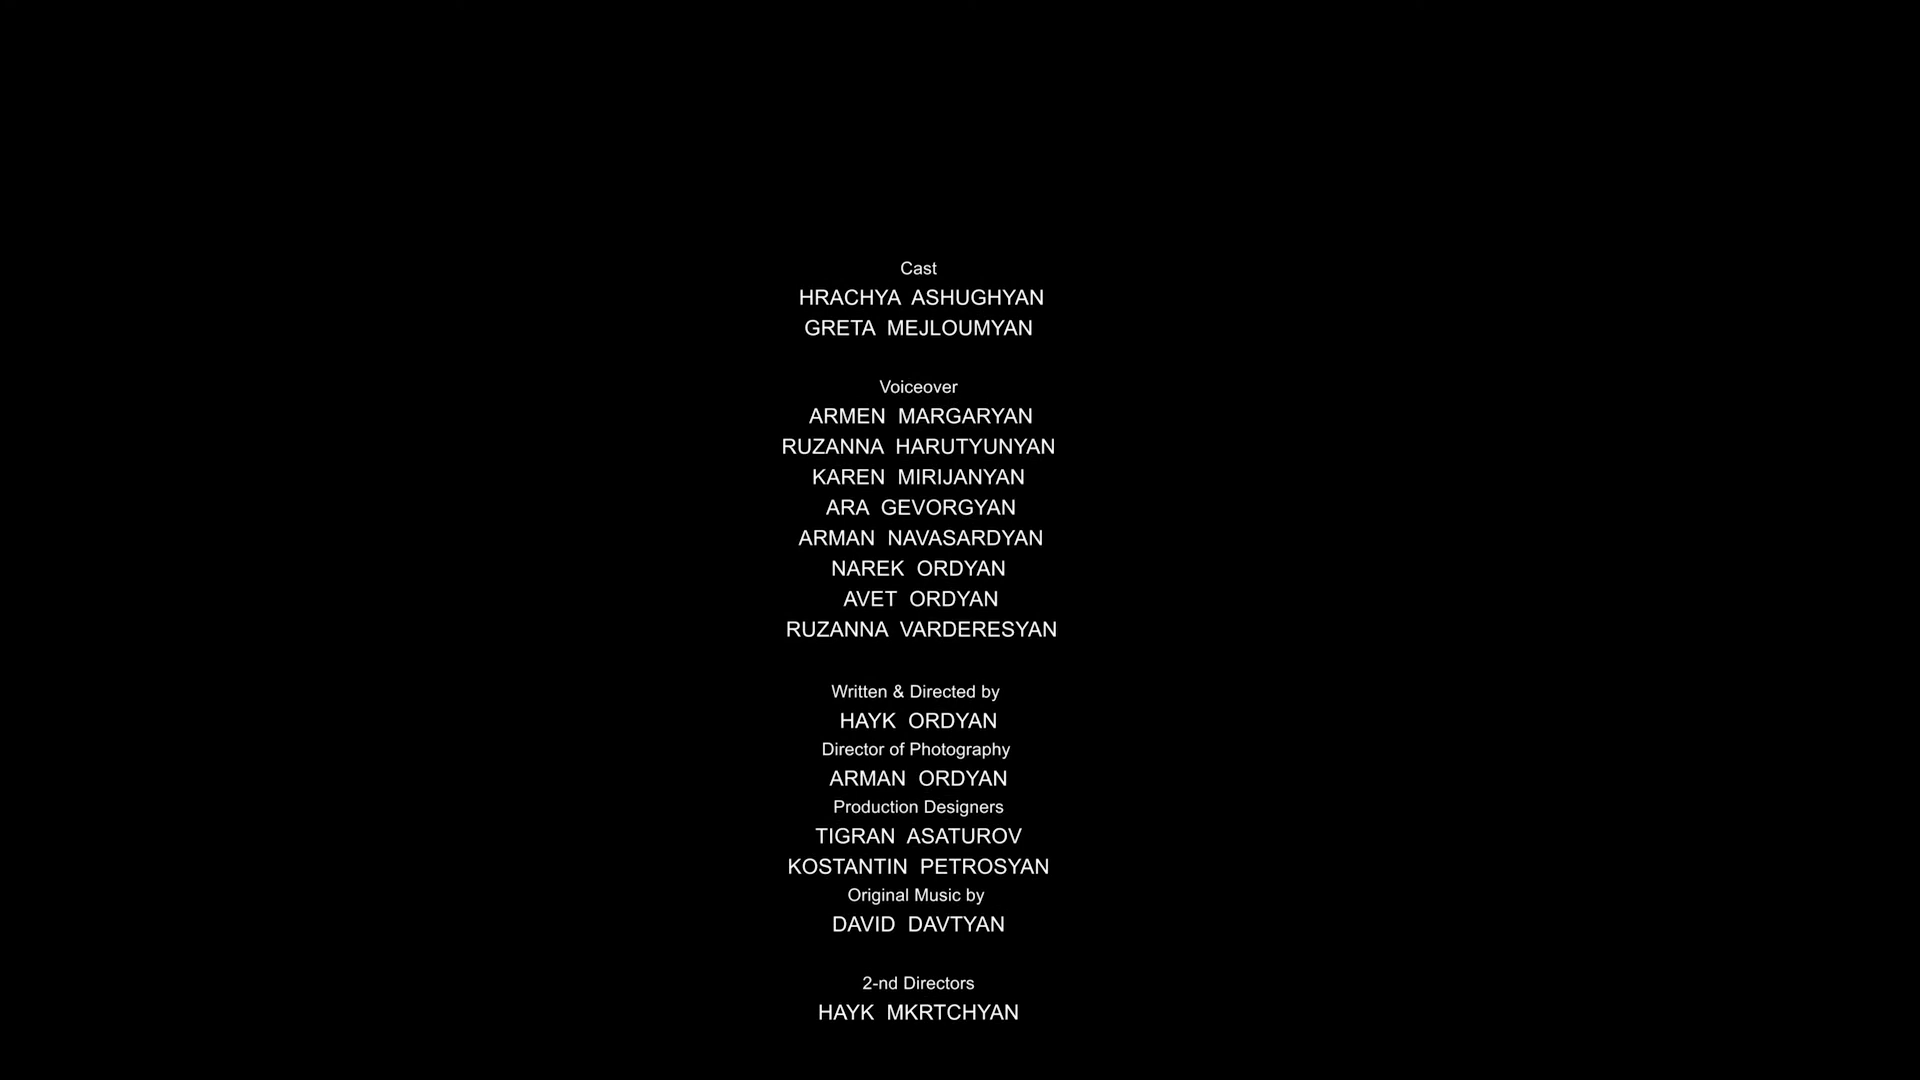 Cast
HRACHYA ASHUGHYAN
GRETA MEJLOUMYAN
Voiceover
ARMEN MARGARYAN
RUZANNA HARUTYUNYAN
KAREN MIRIJANYAN
ARA GEVORGYAN
ARMAN NAVASARDYAN
NAREK ORDYAN
AVET ORDYAN
RUZANNA VARDERESYAN
Written & Directed by
HAYK ORDYAN
Director of Photography
ARMAN ORDYAN
Production Designers
TIGRAN ASATUROV
KOSTANTIN PETROSYAN
Original Music by
DAVID DAVTYAN
2-nd Directors
HAYK MKRTCHYAN